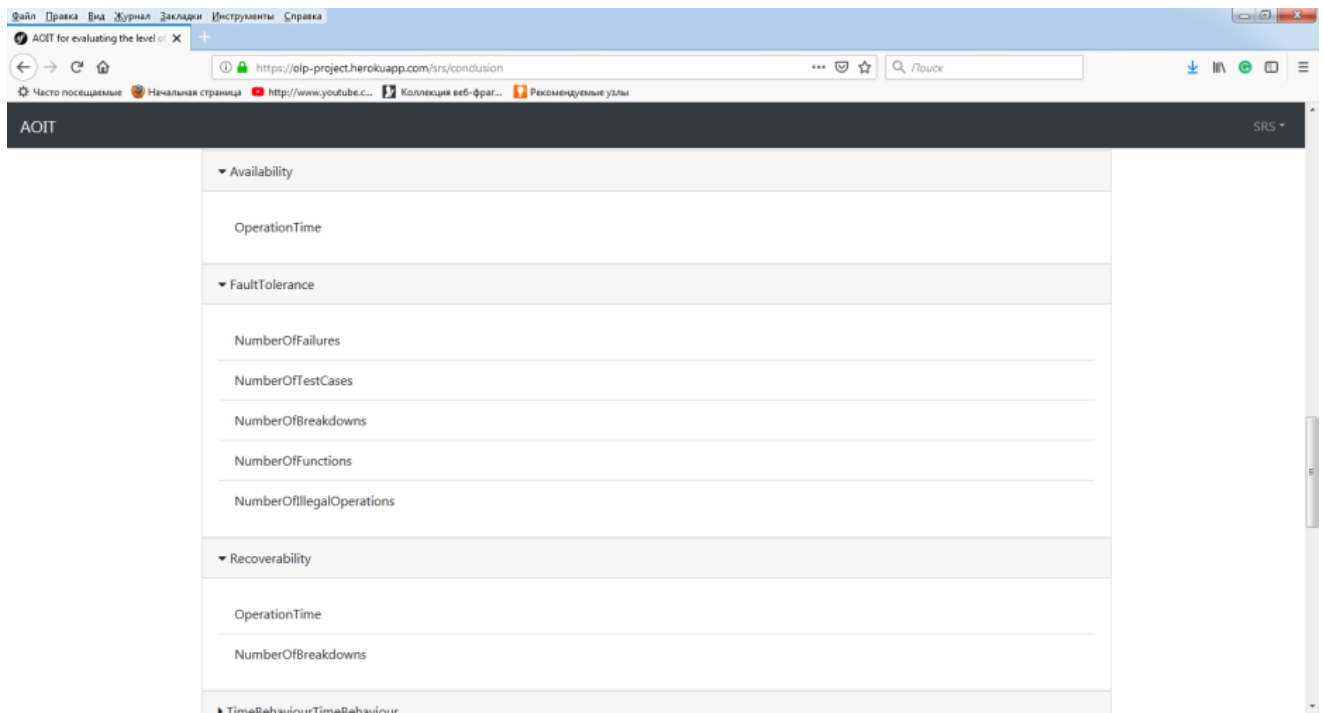 Файл Правка Вид Журнал Закладки Инструменты Справка
AOIT for evaluating the level of
https://olp-project.herokuapp.com/srs/conclusion
Поиск
Часто посещаемые Начальная страница http://www.youtube.c... Коллекция веб-фраг... Рекомендуемые узлы
AOIT SRS
Availability
OperationTime
FaultTolerance
NumberOfFailures
NumberOfTestCases
NumberOfBreakdowns
NumberOfFunctions
NumberOfIllegalOperations
Recoverability
OperationTime
NumberOfBreakdowns
TimeBehaviourTimeBehaviour